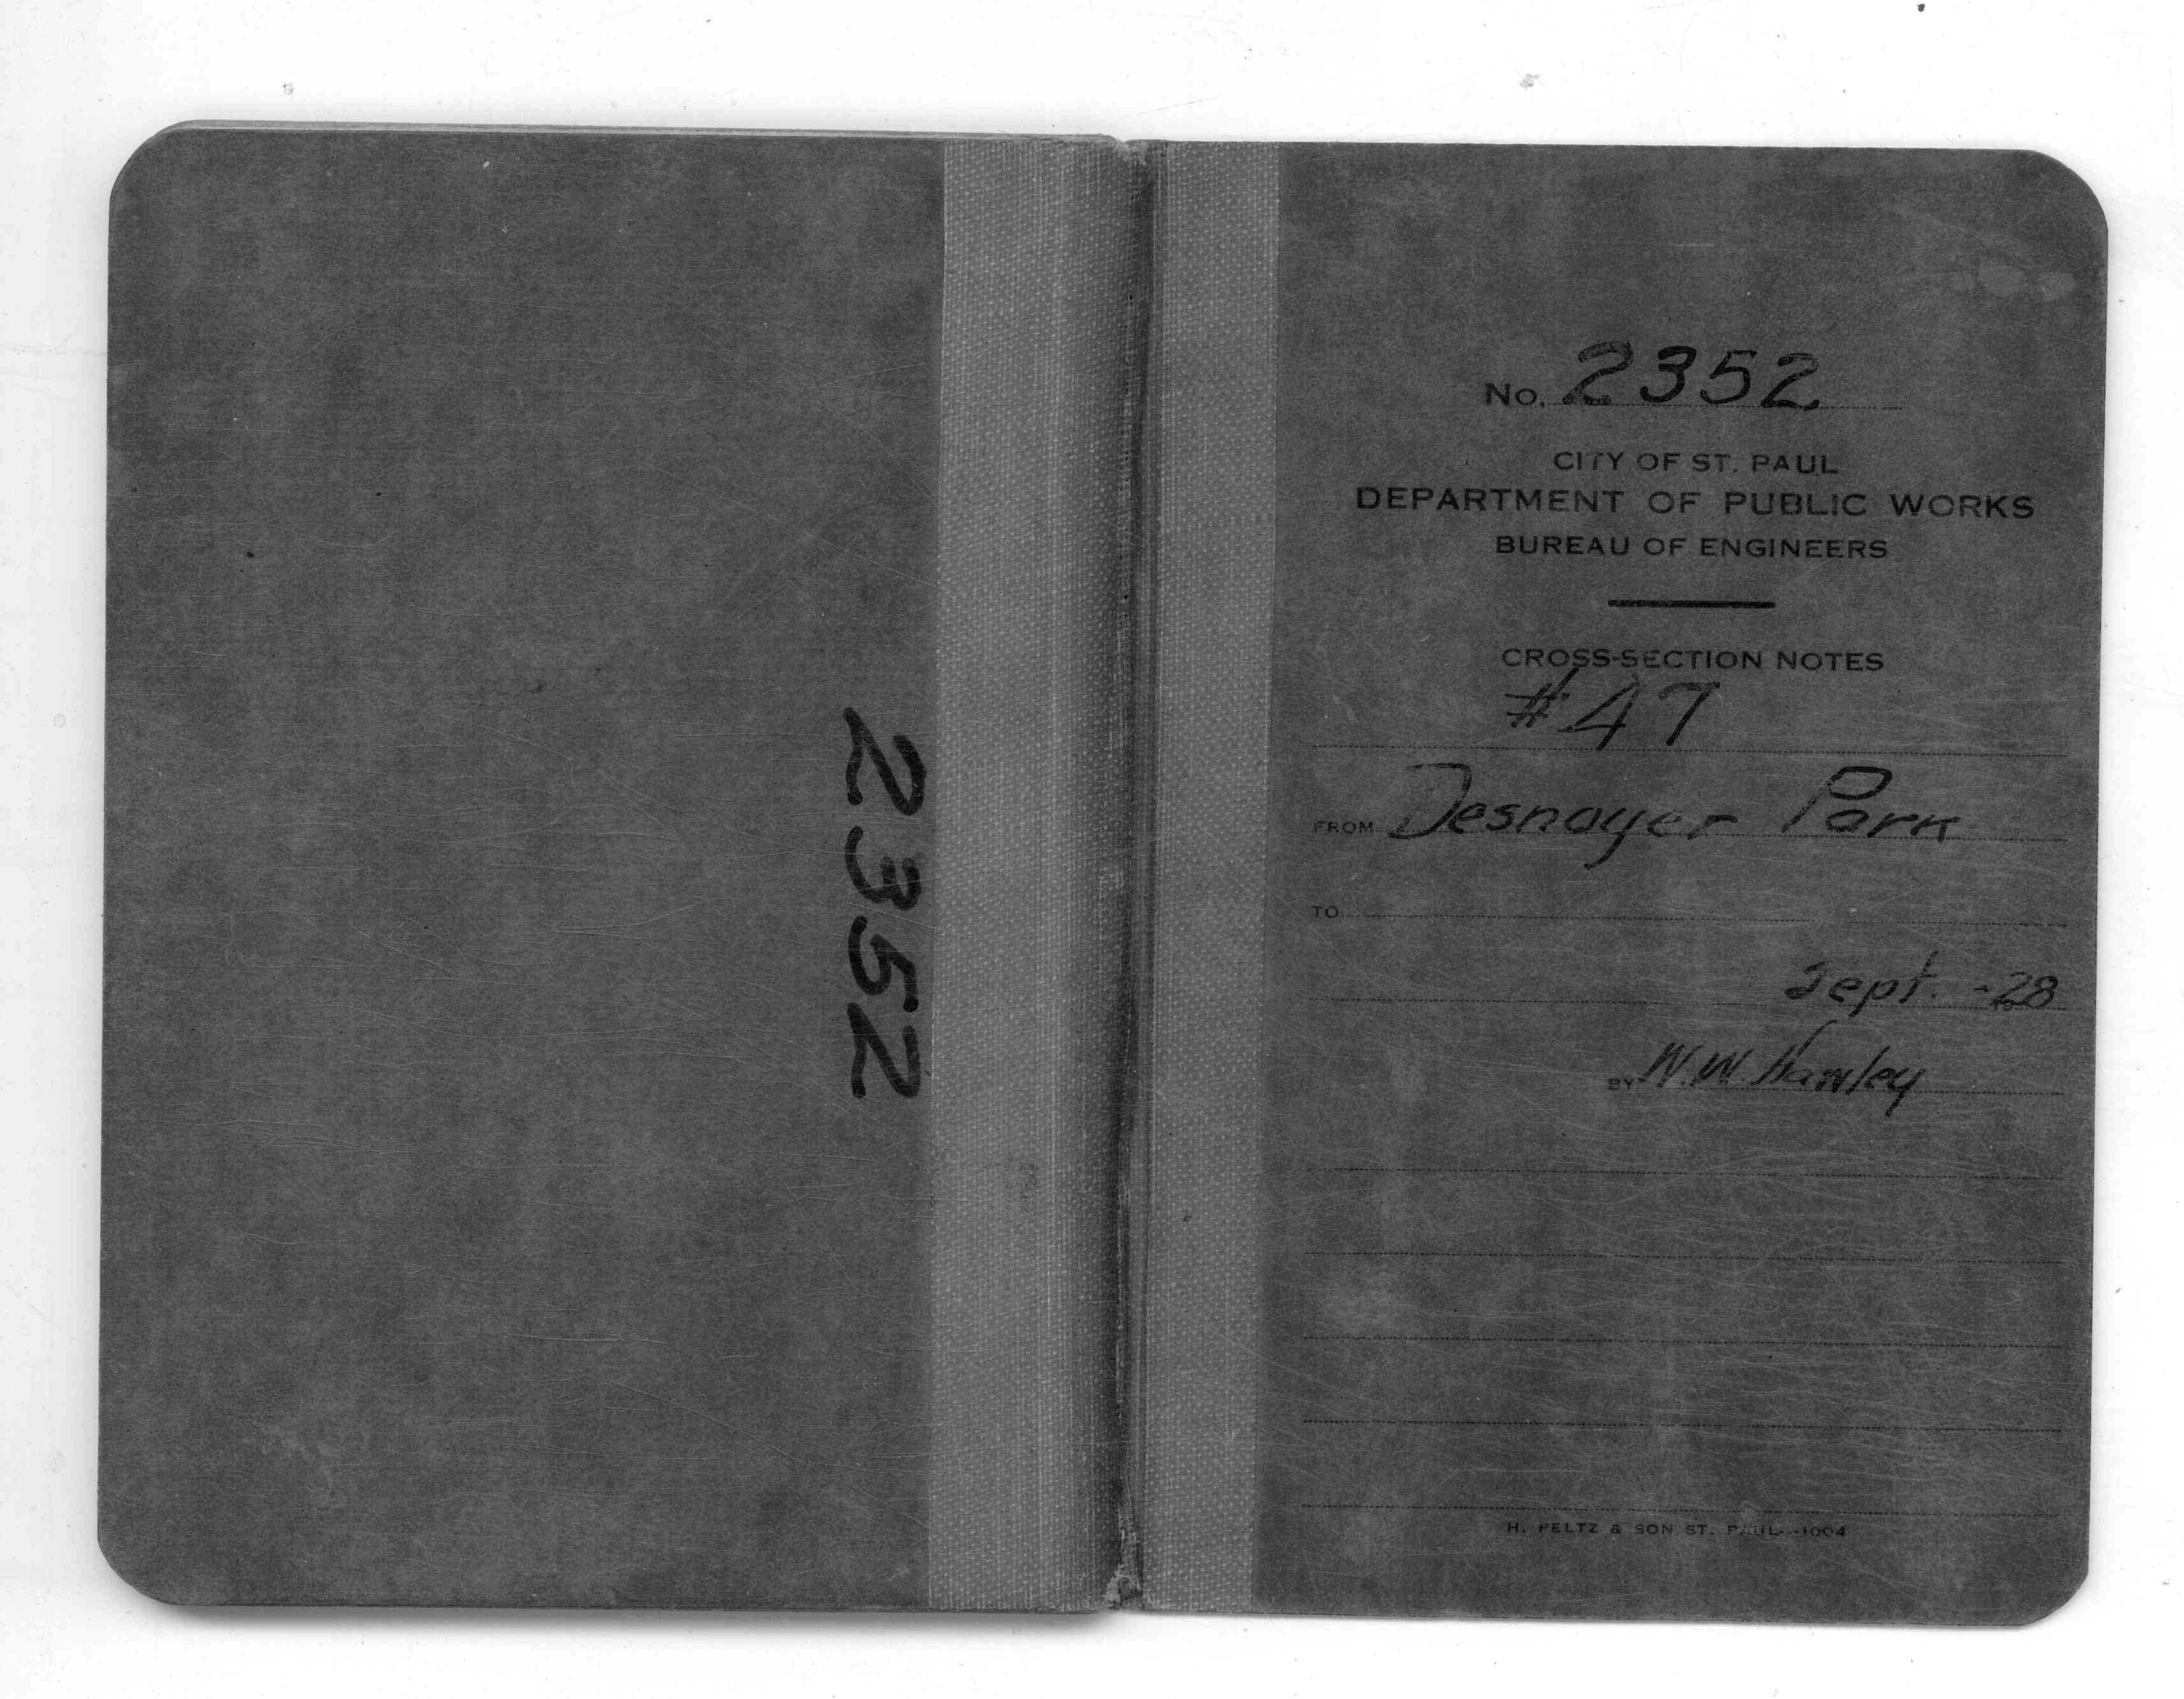 2352
No. 2352
CITY OF ST. PAUL
DEPARTMENT OF PUBLIC WORKS
BUREAU OF ENGINEERS
CROSS-SECTION NOTES
#47
FROM Desnoyer Park
TO
Sept. -28
BY W.W. Hawley
H. PELTZ & SON ST. PAUL--1004